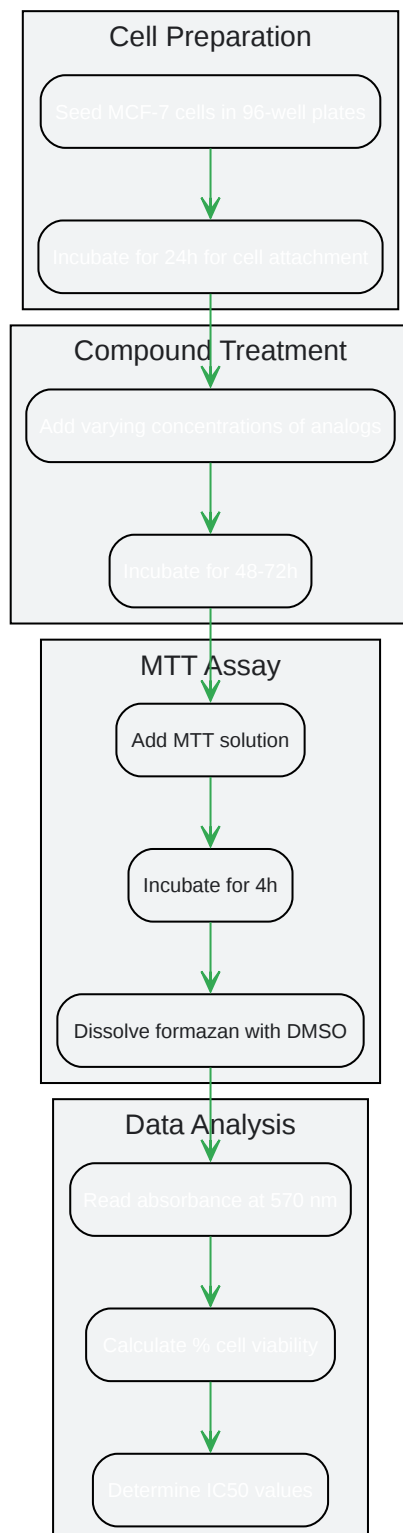 Cell Preparation
Seed MCF-7 cells in 96-well plates
Incubate for 24h for cell attachment
Compound Treatment
Add varying concentrations of analogs
Incubate for 48-72h
MTT Assay
Add MTT solution
Incubate for 4h
Dissolve formazan with DMSO
Data Analysis
Read absorbance at 570 nm
Calculate % cell viability
Determine IC50 values